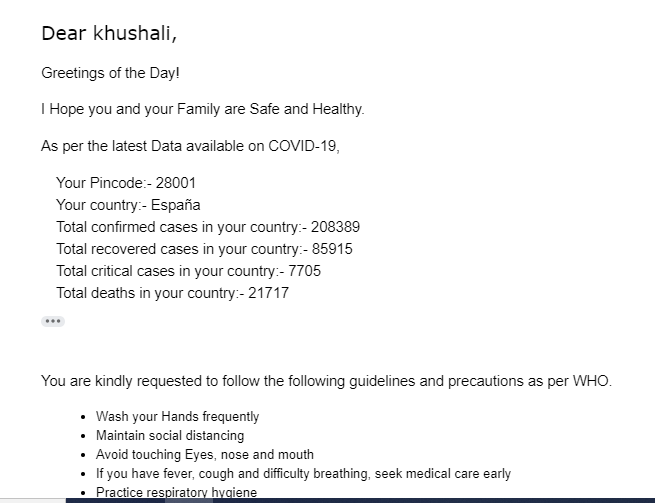 Dear khushali,
Greetings of the Day!
I Hope you and your Family are Safe and Healthy.
As per the latest Data available on COVID-19,
Your Pincode:- 28001
Your country:- España
Total confirmed cases in your country:- 208389
Total recovered cases in your country:- 85915
Total critical cases in your country:- 7705
Total deaths in your country:- 21717
You are kindly requested to follow the following guidelines and precautions as per WHO.
• Wash your Hands frequently
• Maintain social distancing
• Avoid touching Eyes, nose and mouth
• If you have fever, cough and difficulty breathing, seek medical care early
• Practice respiratory hygiene